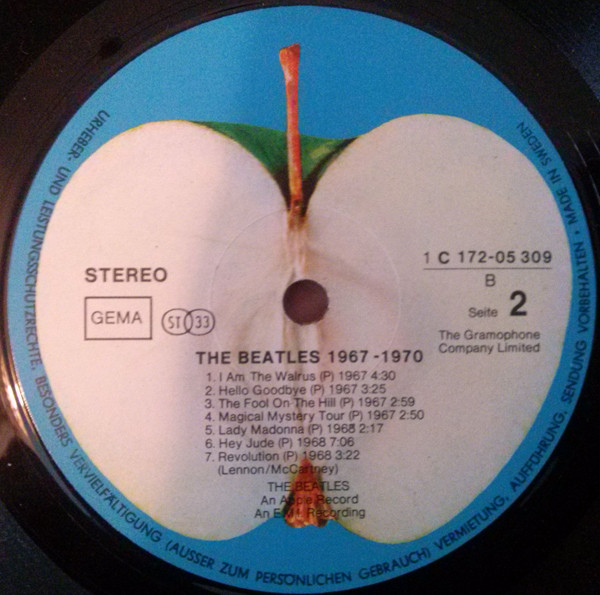 URHEBER- UND LEISTUNGSSCHUTZRECHTE, BESONDERS VERVIELFÄLTIGUNG (AUSSER ZUM PERSÖNLICHEN GEBRAUCH) VERMIETUNG, AUFFÜHRUNG, SENDUNG VORBEHALTEN • MADE IN SWEDEN
STEREO
GEMA
ST 33
1 C 172-05 309
B
Seite 2
The Gramophone
Company Limited
THE BEATLES 1967 -1970
1. I Am The Walrus (P) 1967 4:30
2. Hello Goodbye (P) 1967 3:25
3. The Fool On The Hill (P) 1967 2:59
4. Magical Mystery Tour (P) 1967 2:50
5. Lady Madonna (P) 1968 2:17
6. Hey Jude (P) 1968 7:06
7. Revolution (P) 1968 3:22
(Lennon/McCartney)
THE BEATLES
An Apple Record
An EMI Recording